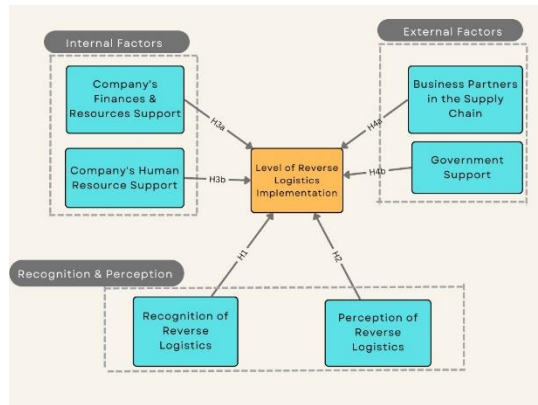 Internal Factors
External Factors
Company's
Finances &
Resources Support
Business Partners
in the Supply
Chain
H3a
H4a
Level of Reverse
Logistics
Implementation
Company's Human
Resource Support
H3b
H4b
Government
Support
H1
H2
Recognition & Perception
Recognition of
Reverse
Logistics
Perception of
Reverse
Logistics